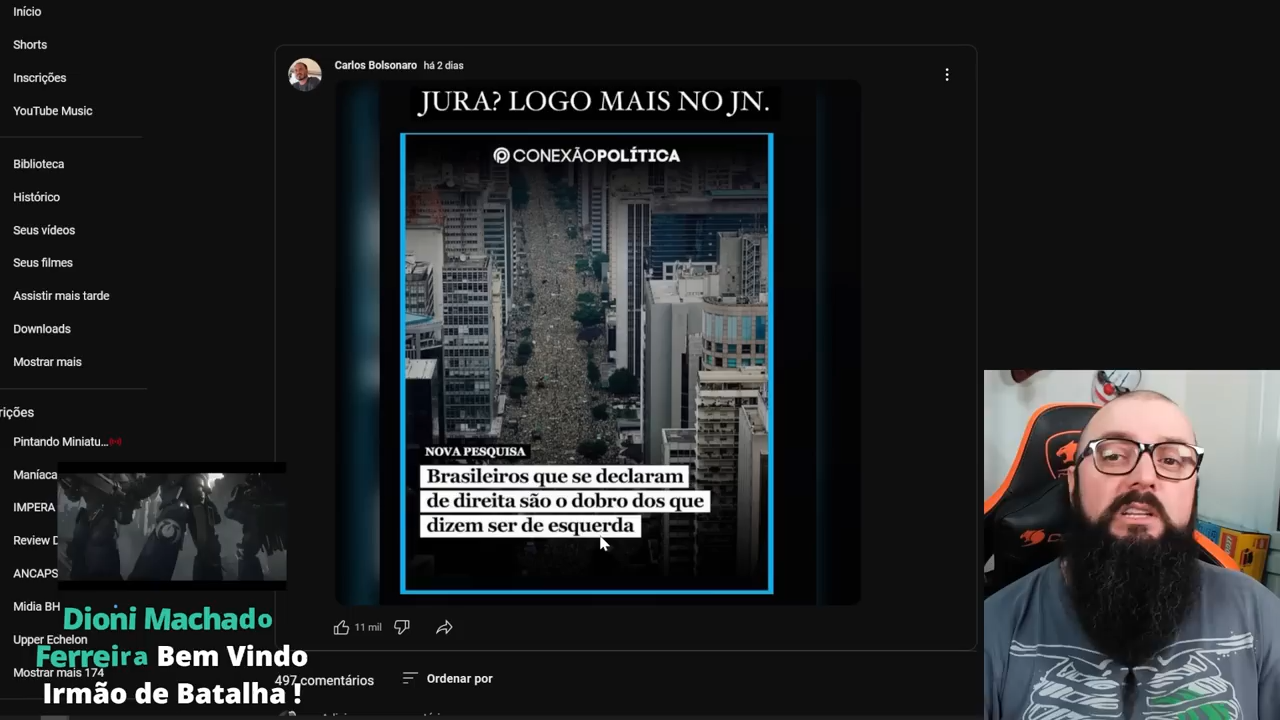 Início
Shorts
Inscrições
YouTube Music
Biblioteca
Histórico
Seus vídeos
Seus filmes
Assistir mais tarde
Downloads
Mostrar mais
rições
Pintando Miniatu...
Maníaca
IMPERA
Review D
ANCAPS
Midia BH
Upper Echelon
Mostrar mais 174
Dioni Machado
Ferreira Bem Vindo
Irmão de Batalha !
Carlos Bolsonaro há 2 dias
JURA? LOGO MAIS NO JN.
CONEXÃOPOLÍTICA
NOVA PESQUISA
Brasileiros que se declaram
de direita são o dobro dos que
dizem ser de esquerda
11 mil
497 comentários
Ordenar por